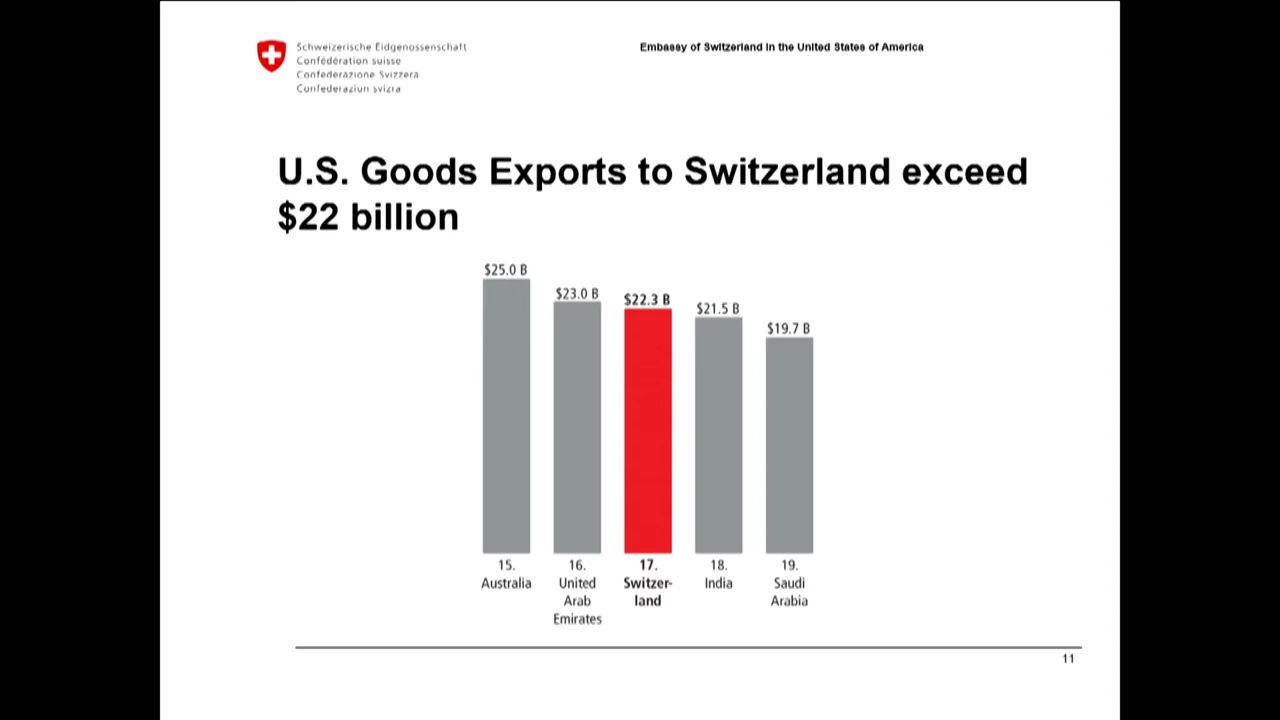 Schweizerische Eidgenossenschaft
Confédération suisse
Confederazione Svizzera
Confederaziun svizra
Embassy of Switzerland in the United States of America
U.S. Goods Exports to Switzerland exceed
$22 billion
$25.0 B
$23.0 B
$22.3 B
$21.5 B
$19.7 B
15.
Australia
16.
United
Arab
Emirates
17.
Switzer-
land
18.
India
19.
Saudi
Arabia
11